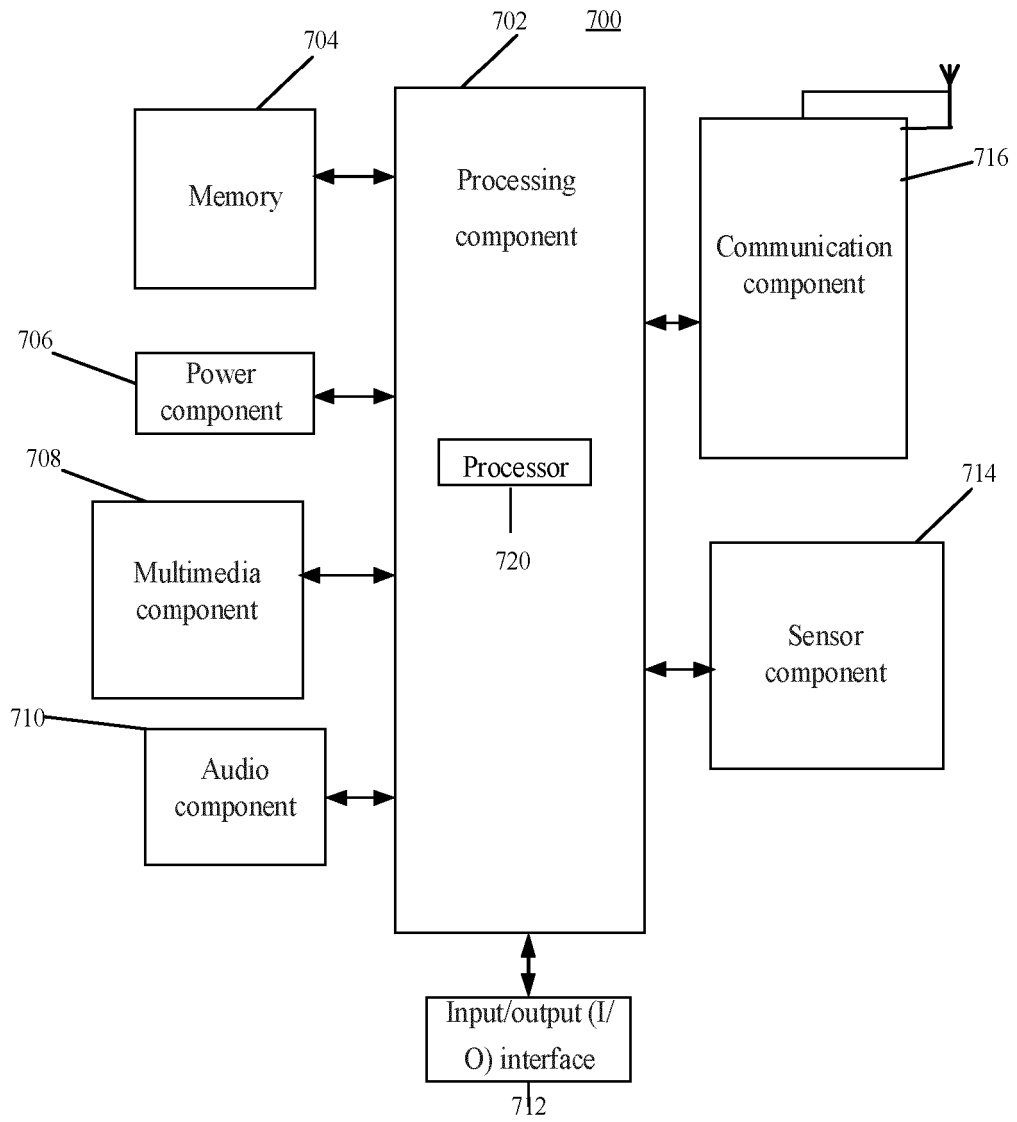 702
700
704
Memory
Processing
component
716
Communication
component
706
Power
component
708
Processor
720
714
Multimedia
component
Sensor
component
710
Audio
component
Input/output (I/
O) interface
712